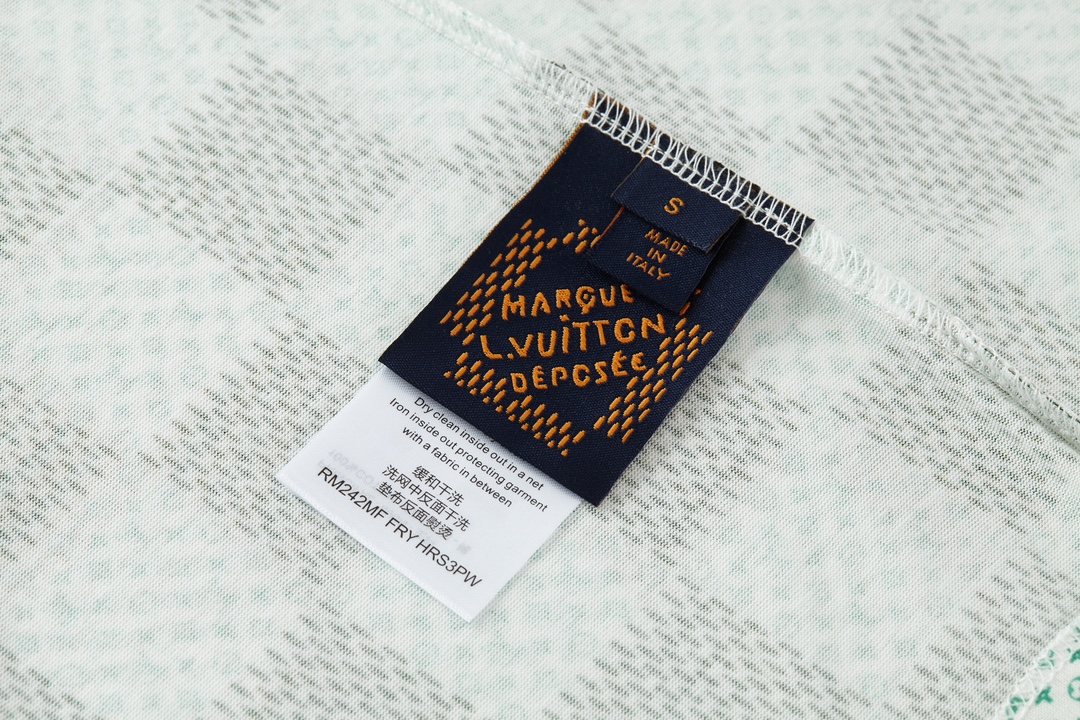 S
MADE
IN
ITALY
MARQUE
L.VUÏTTON
DÉPOSÉE
Dry clean inside out in a net
Iron inside out protecting garment
with a fabric in between
缓和干洗
洗网中反面干洗
垫布反面熨烫
RM242MF FRY HRS3PW